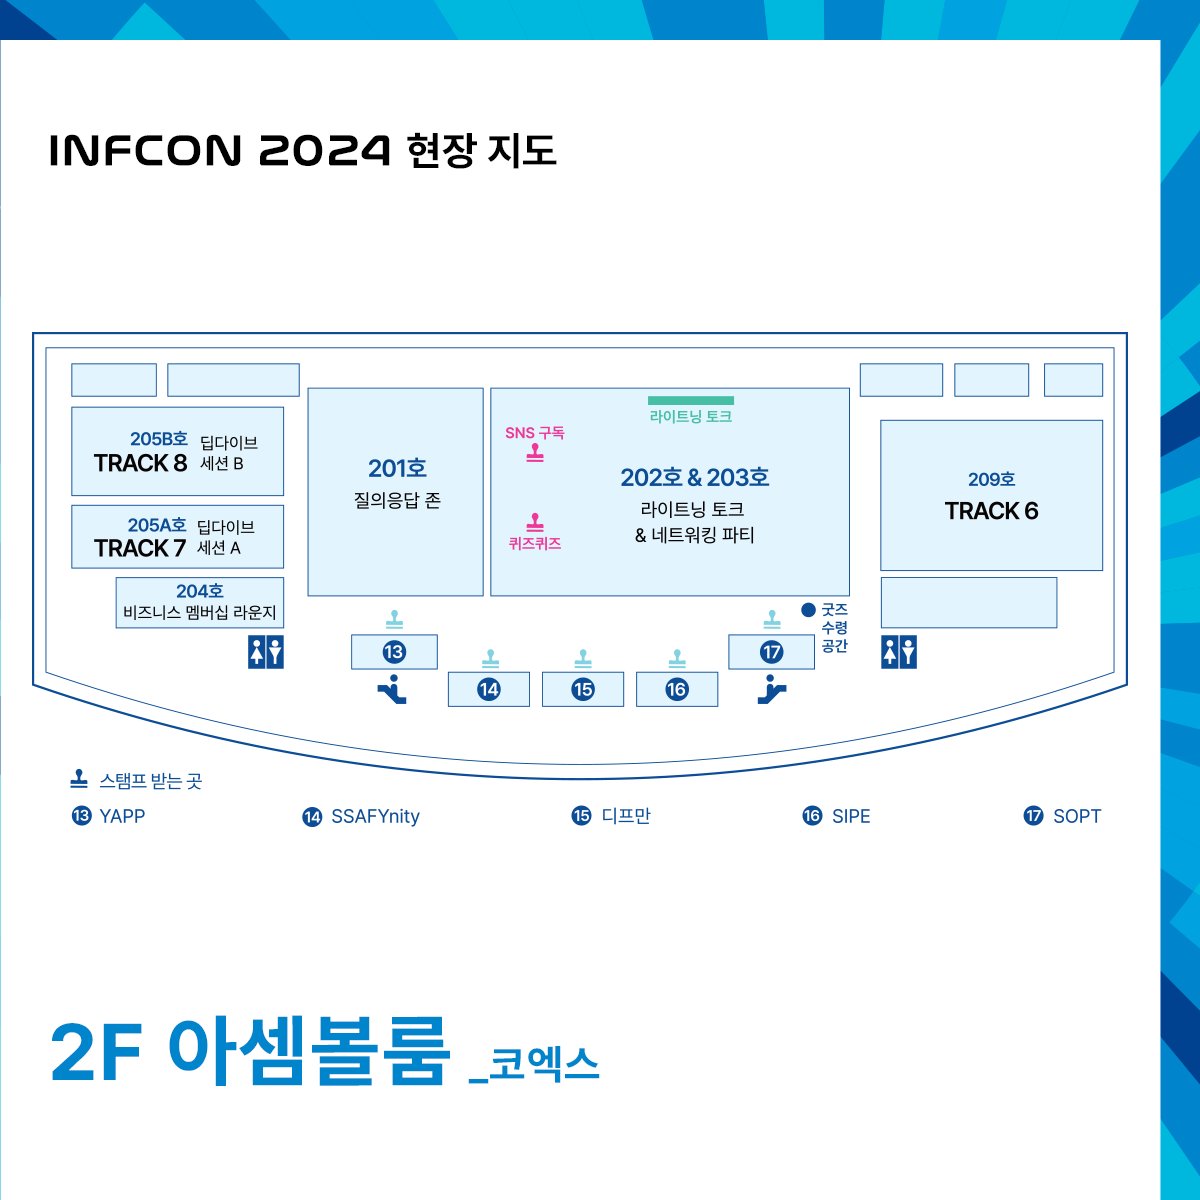 INFCON 2024 현장 지도
205B호
TRACK 8
딥다이브
세션 B
205A호
TRACK 7
딥다이브
세션 A
204호
비즈니스 멤버십 라운지
201호
질의응답 존
라이트닝 토크
SNS 구독
202호 & 203호
라이트닝 토크
& 네트워킹 파티
퀴즈퀴즈
209호
TRACK 6
굿즈
수령
공간
13
14
15
16
17
스탬프 받는 곳
13 YAPP
14 SSAFYnity
15 디프만
16 SIPE
17 SOPT
2F 아셈볼룸 _코엑스